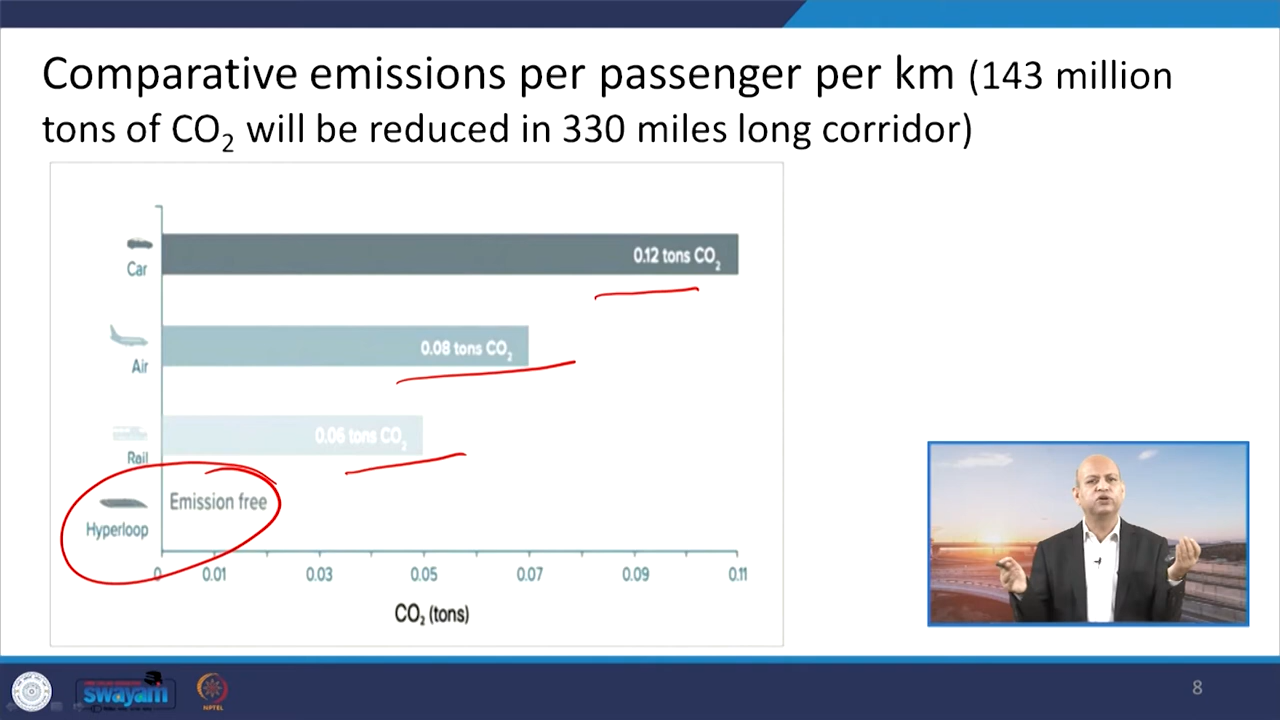 Comparative emissions per passenger per km (143 million
tons of CO₂ will be reduced in 330 miles long corridor)
Car
0.12 tons CO₂
Air
0.08 tons CO₂
Rail
0.06 tons CO₂
Hyperloop
Emission free
0 0.01 0.03 0.05 0.07 0.09 0.11
CO₂ (tons)
swayam
NPTEL
8